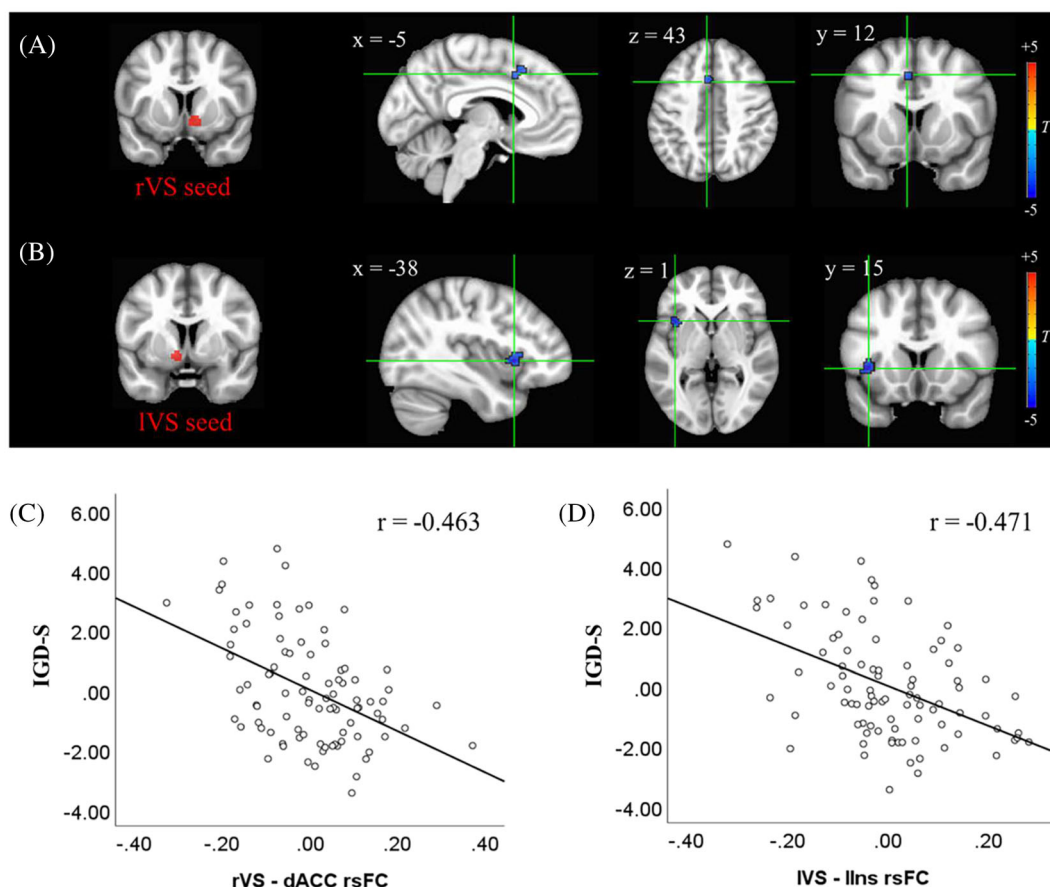 (A)
x = -5
z = 43
y = 12
+5
T
-5
rVS seed
(B)
x = -38
z = 1
y = 15
+5
T
-5
lVS seed
(C)
r = -0.463
6.00
4.00
2.00
.00
-2.00
-4.00
IGD-S
-.40
-.20
.00
.20
.40
rVS - dACC rsFC
(D)
r = -0.471
6.00
4.00
2.00
.00
-2.00
-4.00
IGD-S
-.40
-.20
.00
.20
lVS - lIns rsFC